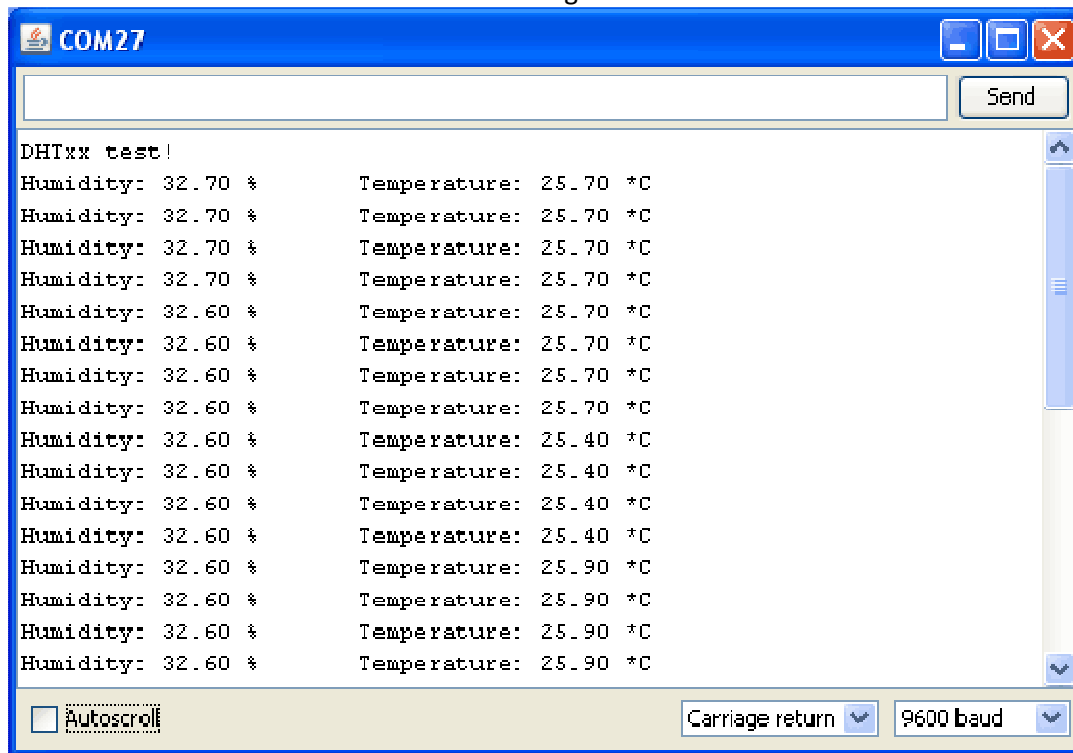 COM27
Send
DHTxx test!
Humidity: 32.70 % Temperature: 25.70 *C
Humidity: 32.70 % Temperature: 25.70 *C
Humidity: 32.70 % Temperature: 25.70 *C
Humidity: 32.70 % Temperature: 25.70 *C
Humidity: 32.60 % Temperature: 25.70 *C
Humidity: 32.60 % Temperature: 25.70 *C
Humidity: 32.60 % Temperature: 25.70 *C
Humidity: 32.60 % Temperature: 25.70 *C
Humidity: 32.60 % Temperature: 25.40 *C
Humidity: 32.60 % Temperature: 25.40 *C
Humidity: 32.60 % Temperature: 25.40 *C
Humidity: 32.60 % Temperature: 25.40 *C
Humidity: 32.60 % Temperature: 25.90 *C
Humidity: 32.60 % Temperature: 25.90 *C
Humidity: 32.60 % Temperature: 25.90 *C
Humidity: 32.60 % Temperature: 25.90 *C
Autoscroll Carriage return 9600 baud